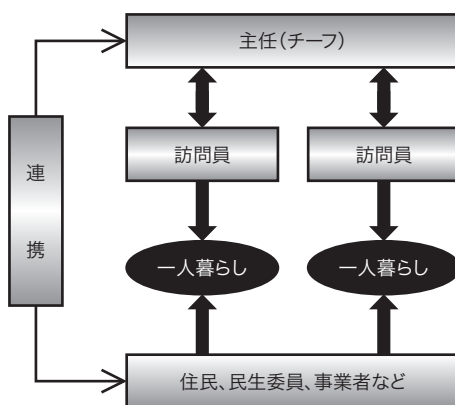 主任（チーフ）
訪問員
訪問員
連携
一人暮らし
一人暮らし
住民、民生委員、事業者など